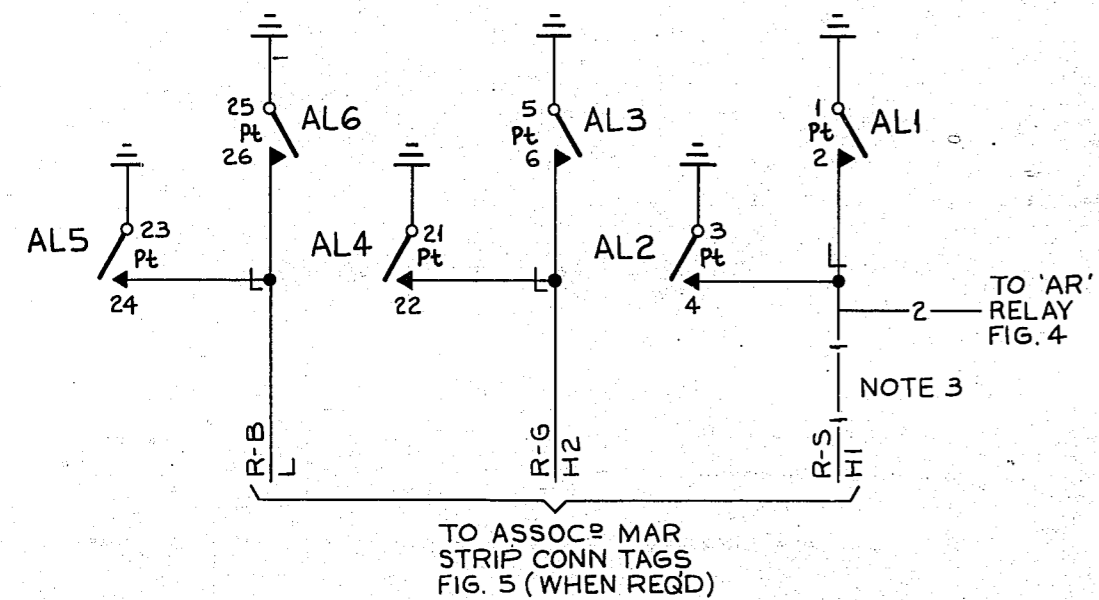 25
Pt
26
AL6
5
Pt
6
AL3
1
Pt
2
AL1
AL5
23
Pt
24
L
AL4
21
Pt
22
L
AL2
3
Pt
4
L
2
TO 'AR'
RELAY
FIG. 4
NOTE 3
R-B
L
R-G
H2
R-S
H1
TO ASSOCD MAR
STRIP CONN TAGS
FIG. 5 (WHEN REQ'D)